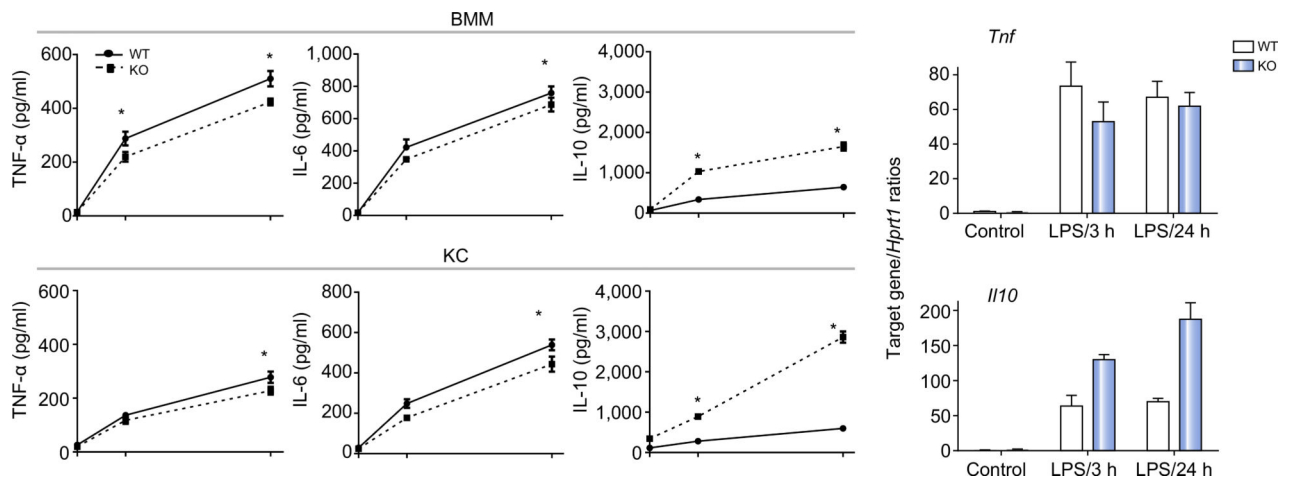 BMM
TNF-α (pg/ml)
600
400
200
0
WT
KO
*
*
IL-6 (pg/ml)
1,000
800
600
400
200
0
*
IL-10 (pg/ml)
4,000
3,000
2,000
1,000
0
*
*
KC
TNF-α (pg/ml)
600
400
200
0
*
IL-6 (pg/ml)
800
600
400
200
0
*
IL-10 (pg/ml)
4,000
3,000
2,000
1,000
0
*
*
Target gene/Hprt1 ratios
Tnf
WT
KO
80
60
40
20
0
Control
LPS/3 h
LPS/24 h
Il10
200
150
100
50
0
Control
LPS/3 h
LPS/24 h